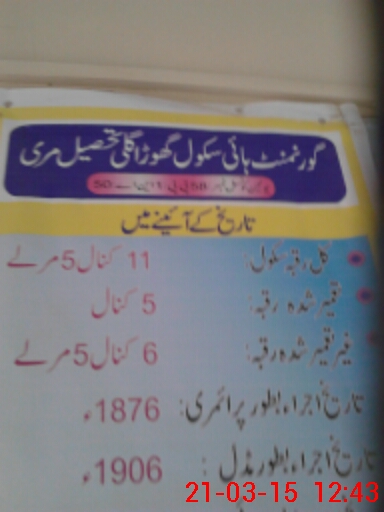 گورنمنٹ ہائی سکول گھوڑا گلی تحصیل مری
تاریخ کے آئینے میں
کل رقبہ سکول: 11 کنال 5 مرلے
تعمیر شدہ رقبہ: 5 کنال
غیر تعمیر شدہ رقبہ: 6 کنال 5 مرلے
تاریخ اجراء بطور پرائمری: 1876ء
تاریخ اجراء بطور مڈل: 1906ء
21-03-15 12:43